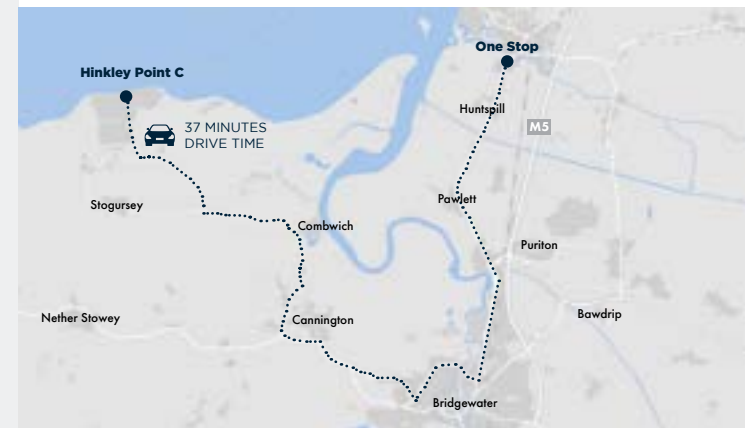 One Stop
Hinkley Point C
Huntspill
37 MINUTES
DRIVE TIME
M5
Pawlett
Stogursey
Combwich
Puriton
Nether Stowey
Cannington
Bawdrip
Bridgewater